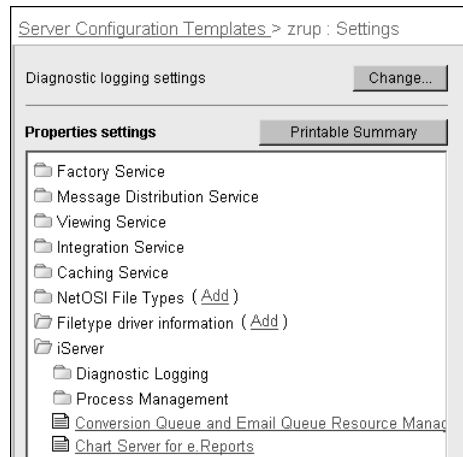 Server Configuration Templates > zrup : Settings
Diagnostic logging settings Change...
Properties settings Printable Summary
Factory Service
Message Distribution Service
Viewing Service
Integration Service
Caching Service
NetOSI File Types ( Add )
Filetype driver information ( Add )
iServer
Diagnostic Logging
Process Management
Conversion Queue and Email Queue Resource Manag
Chart Server for e.Reports